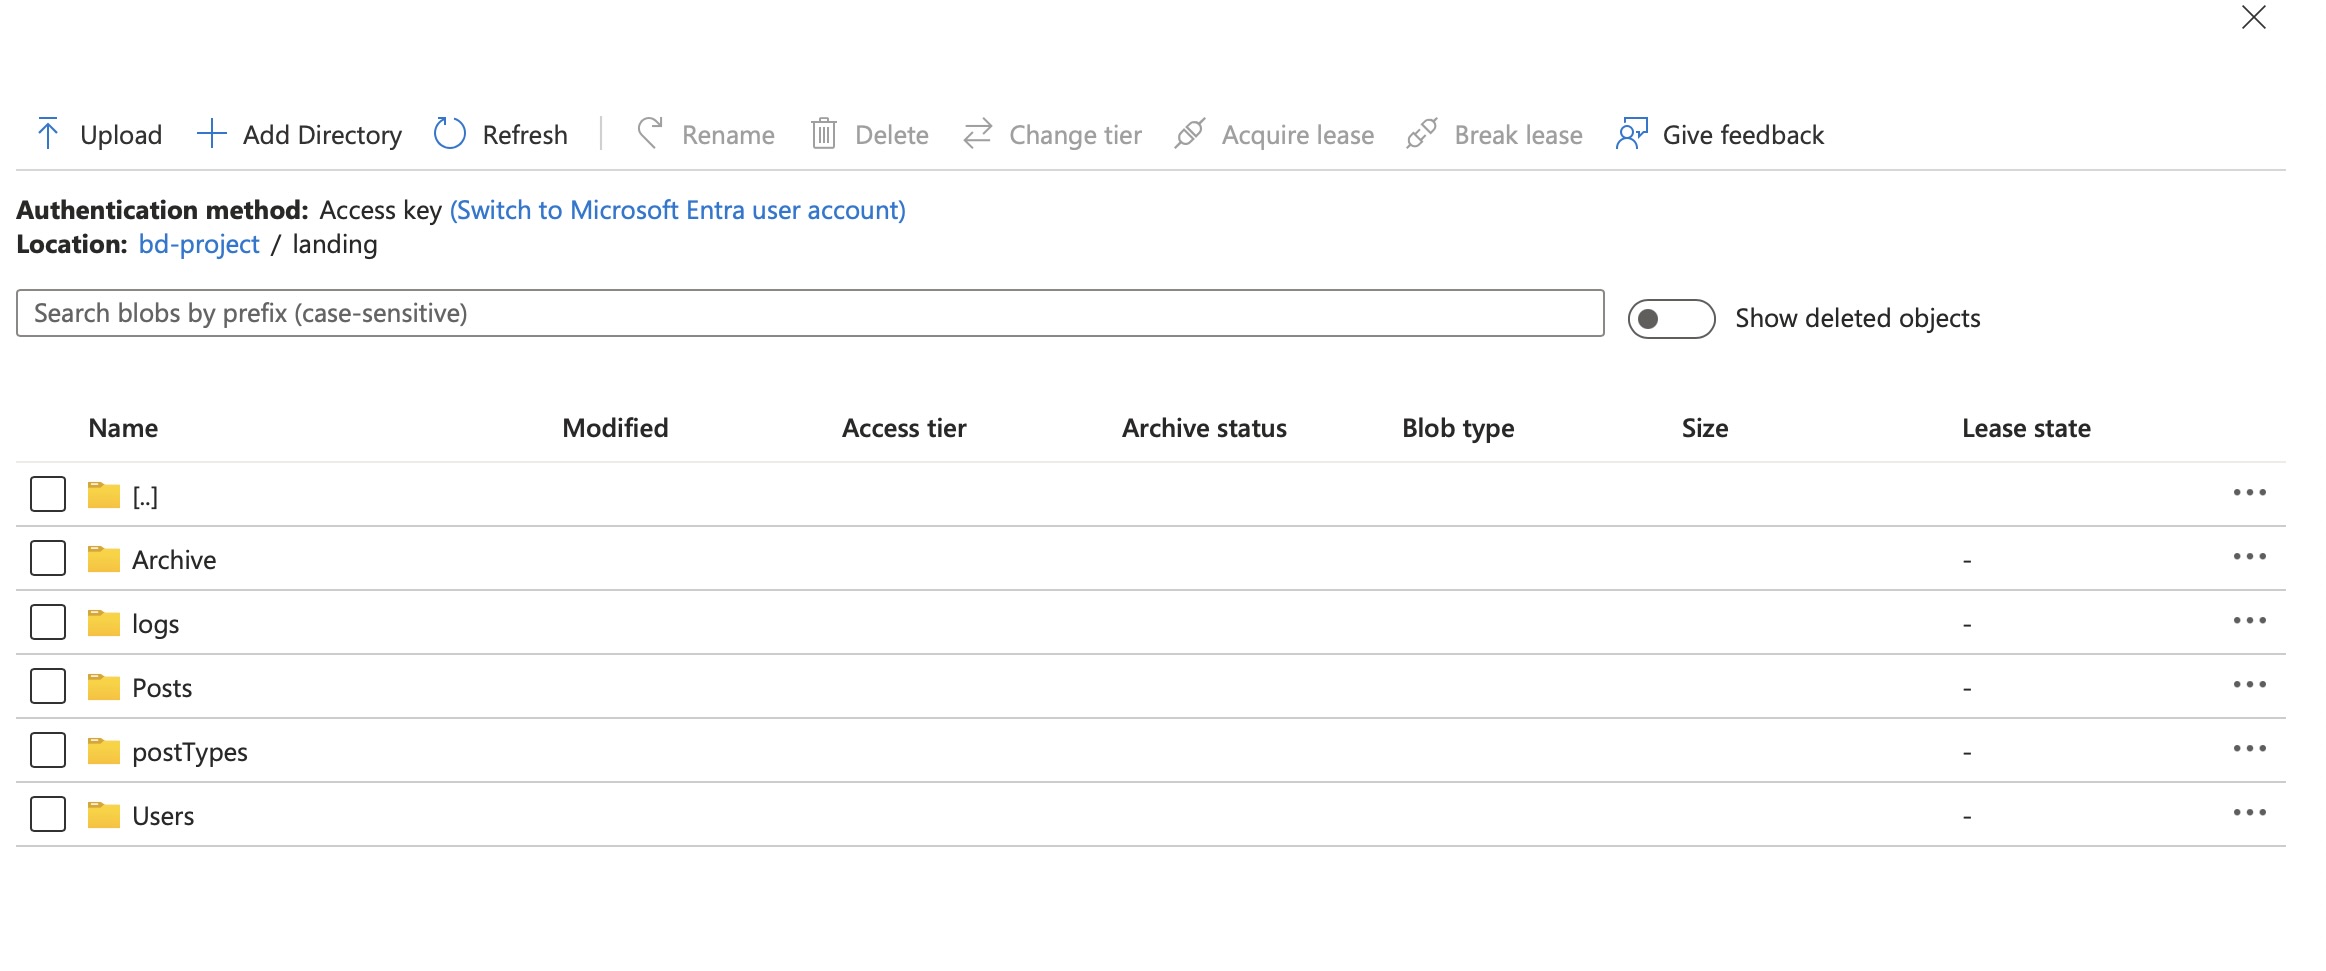 Upload Add Directory Refresh Rename Delete Change tier Acquire lease Break lease Give feedback
Authentication method: Access key (Switch to Microsoft Entra user account)
Location: bd-project / landing
Search blobs by prefix (case-sensitive) Show deleted objects
Name Modified Access tier Archive status Blob type Size Lease state
[..]
Archive -
logs -
Posts -
postTypes -
Users -